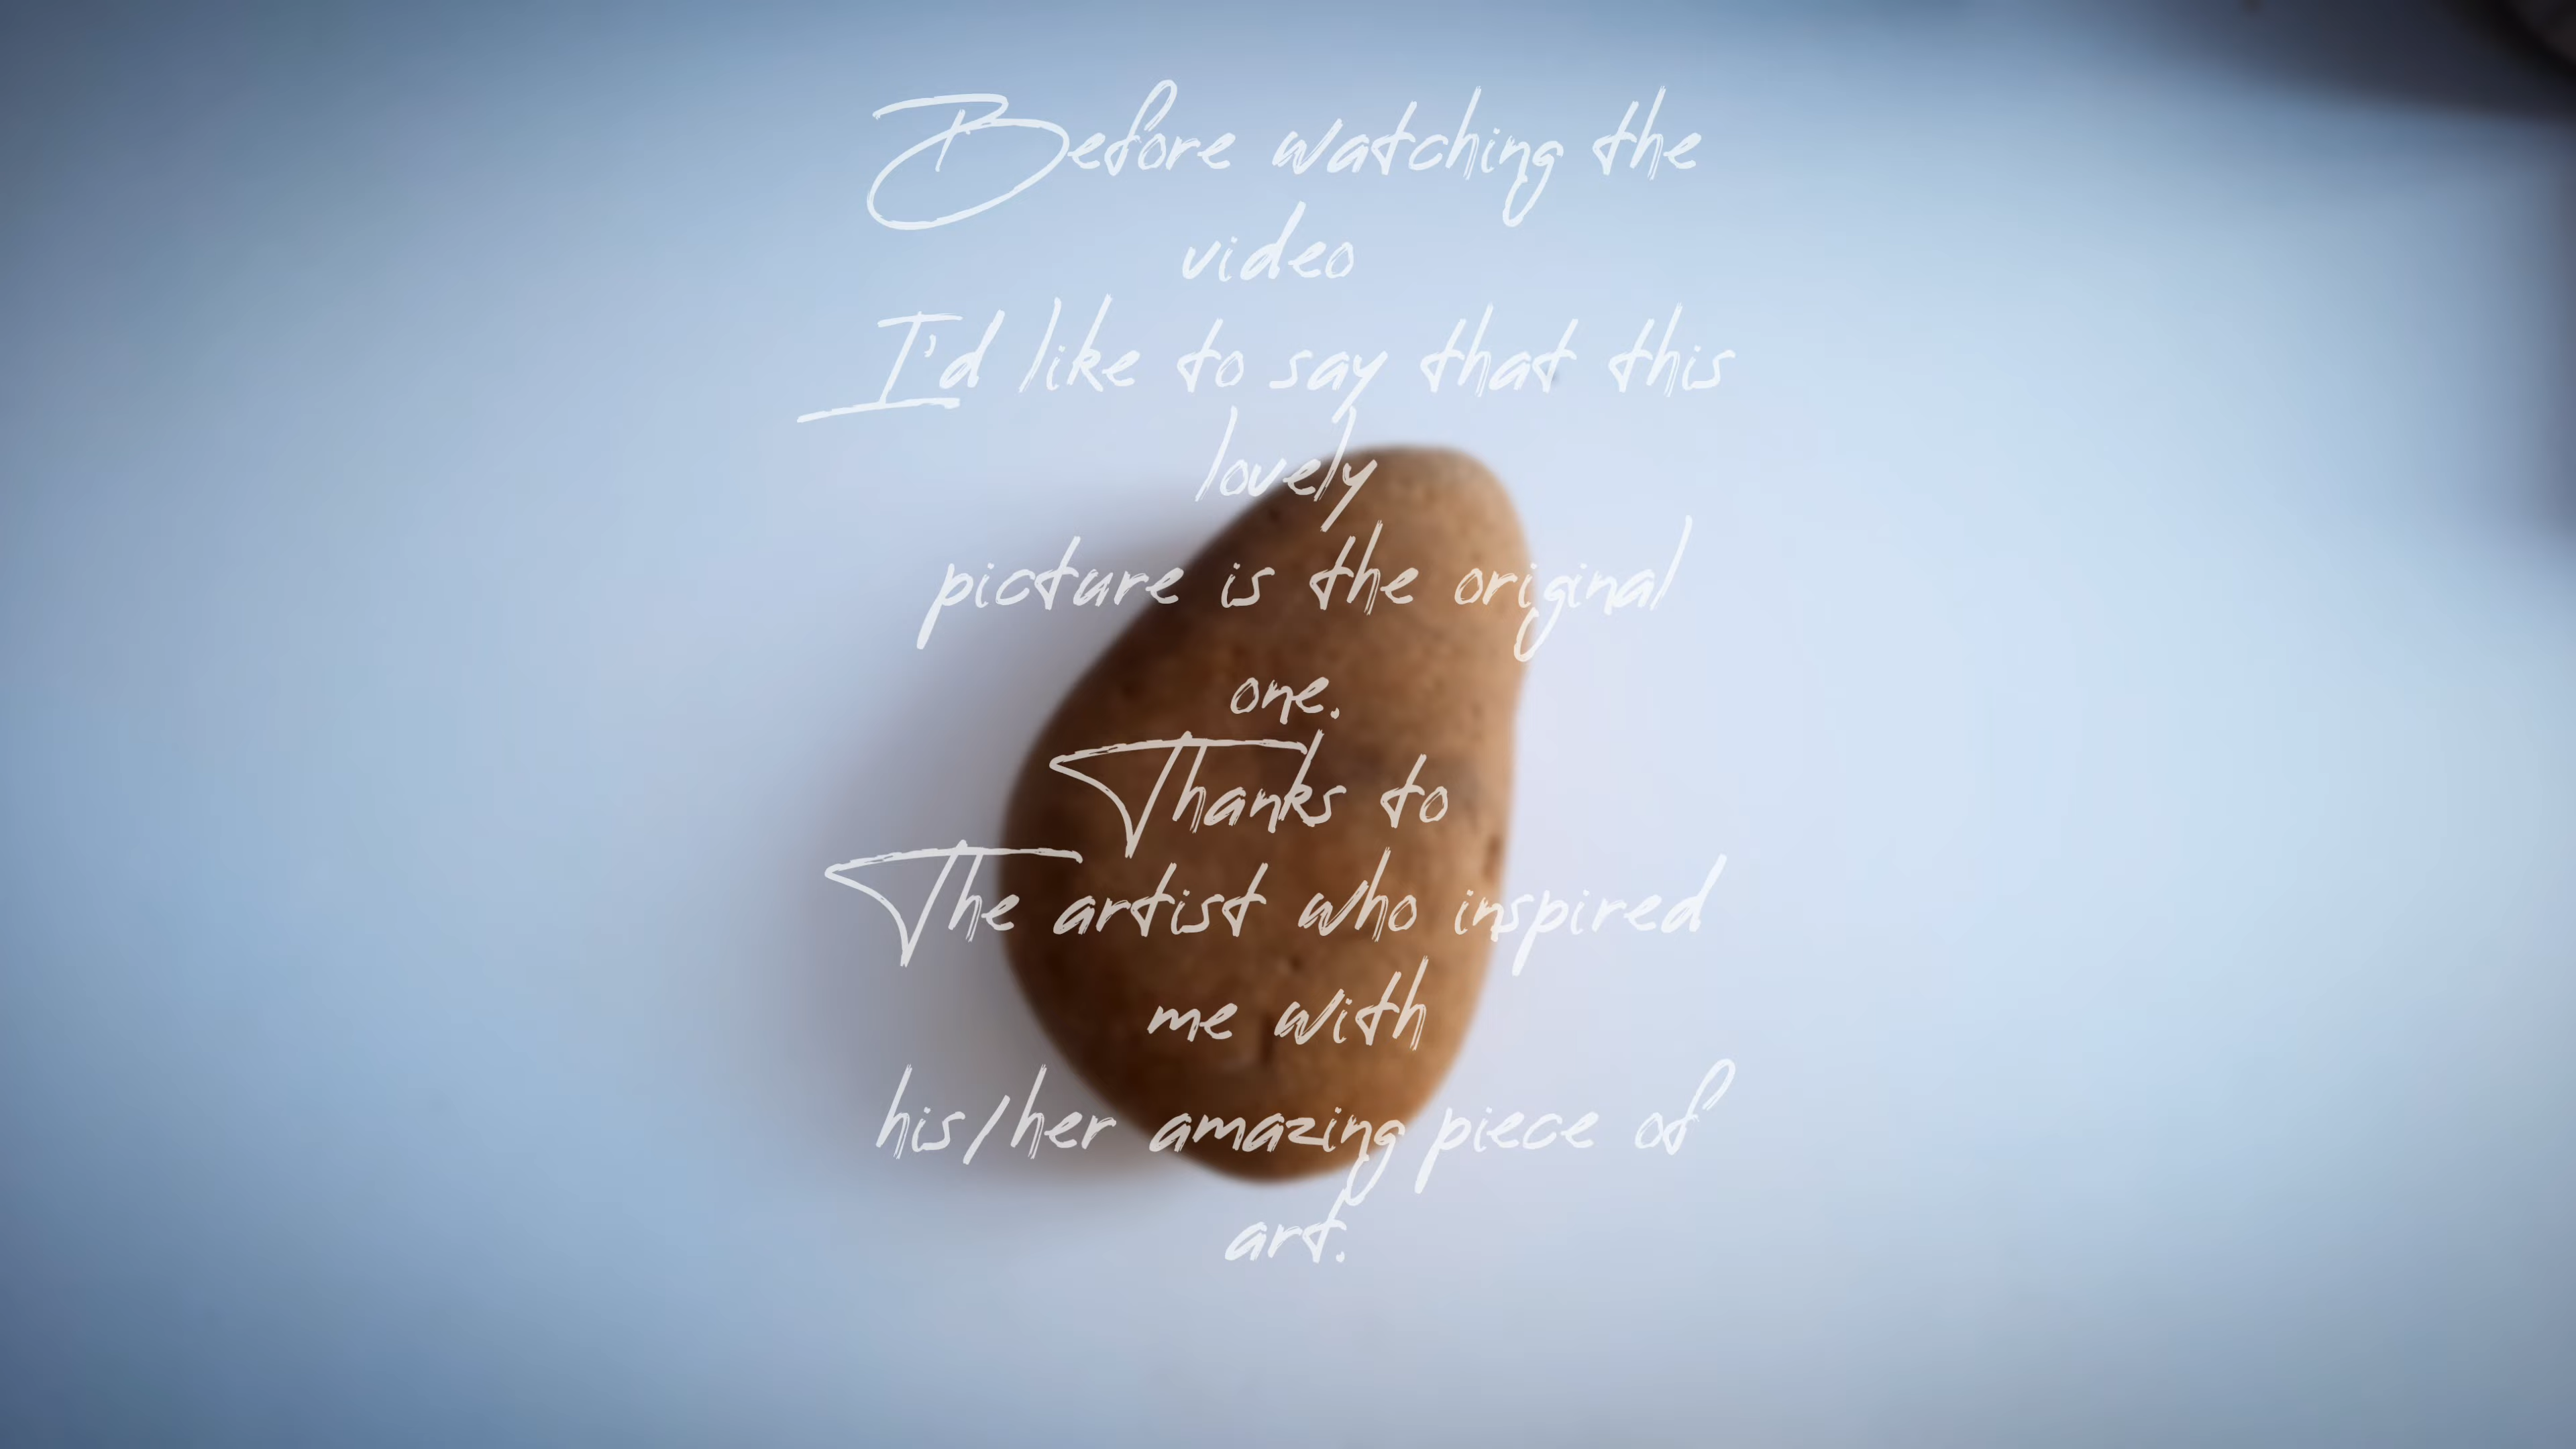 Before watching the
video
I'd like to say that this
lovely
picture is the original
one.
Thanks to
The artist who inspired
me with
his/her amazing piece of
art.